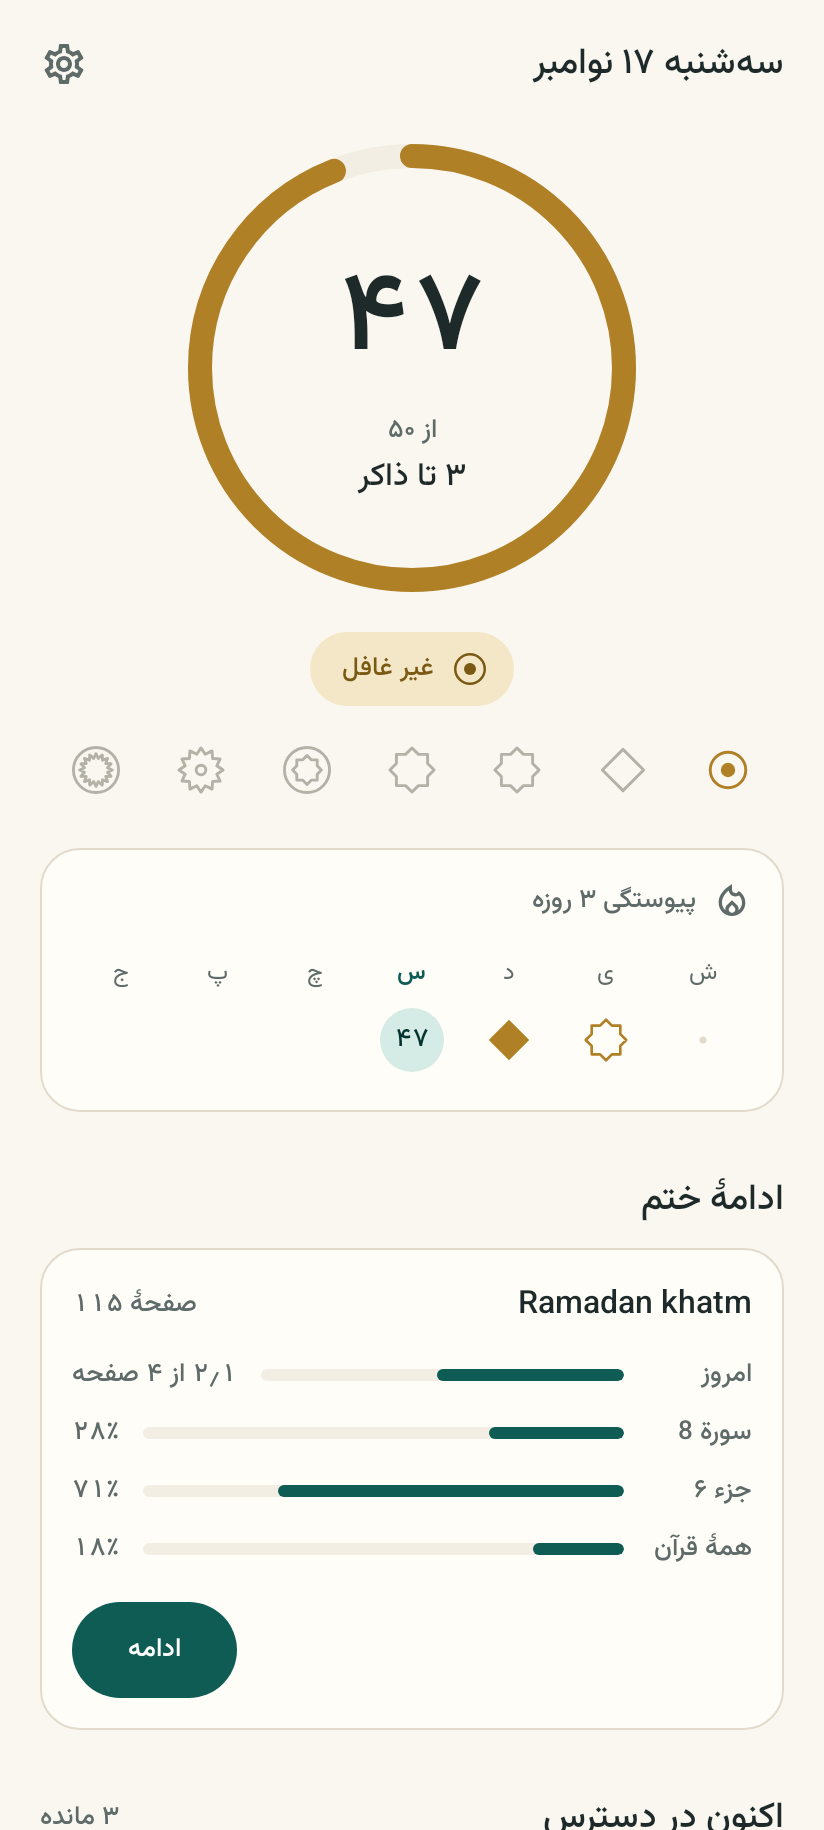 سه‌شنبه ۱۷ نوامبر
۴۷
از ۵۰
۳ تا ذاکر
غیر غافل
پیوستگی ۳ روزه
ش ی د س چ پ ج
۴۷
ادامهٔ ختم
Ramadan khatm صفحهٔ ۱۱۵
امروز ۲٫۱ از ۴ صفحه
سورة 8 ۲۸٪
جزء ۶ ۷۱٪
همهٔ قرآن ۱۸٪
ادامه
اکنون در دسترس ۳ مانده